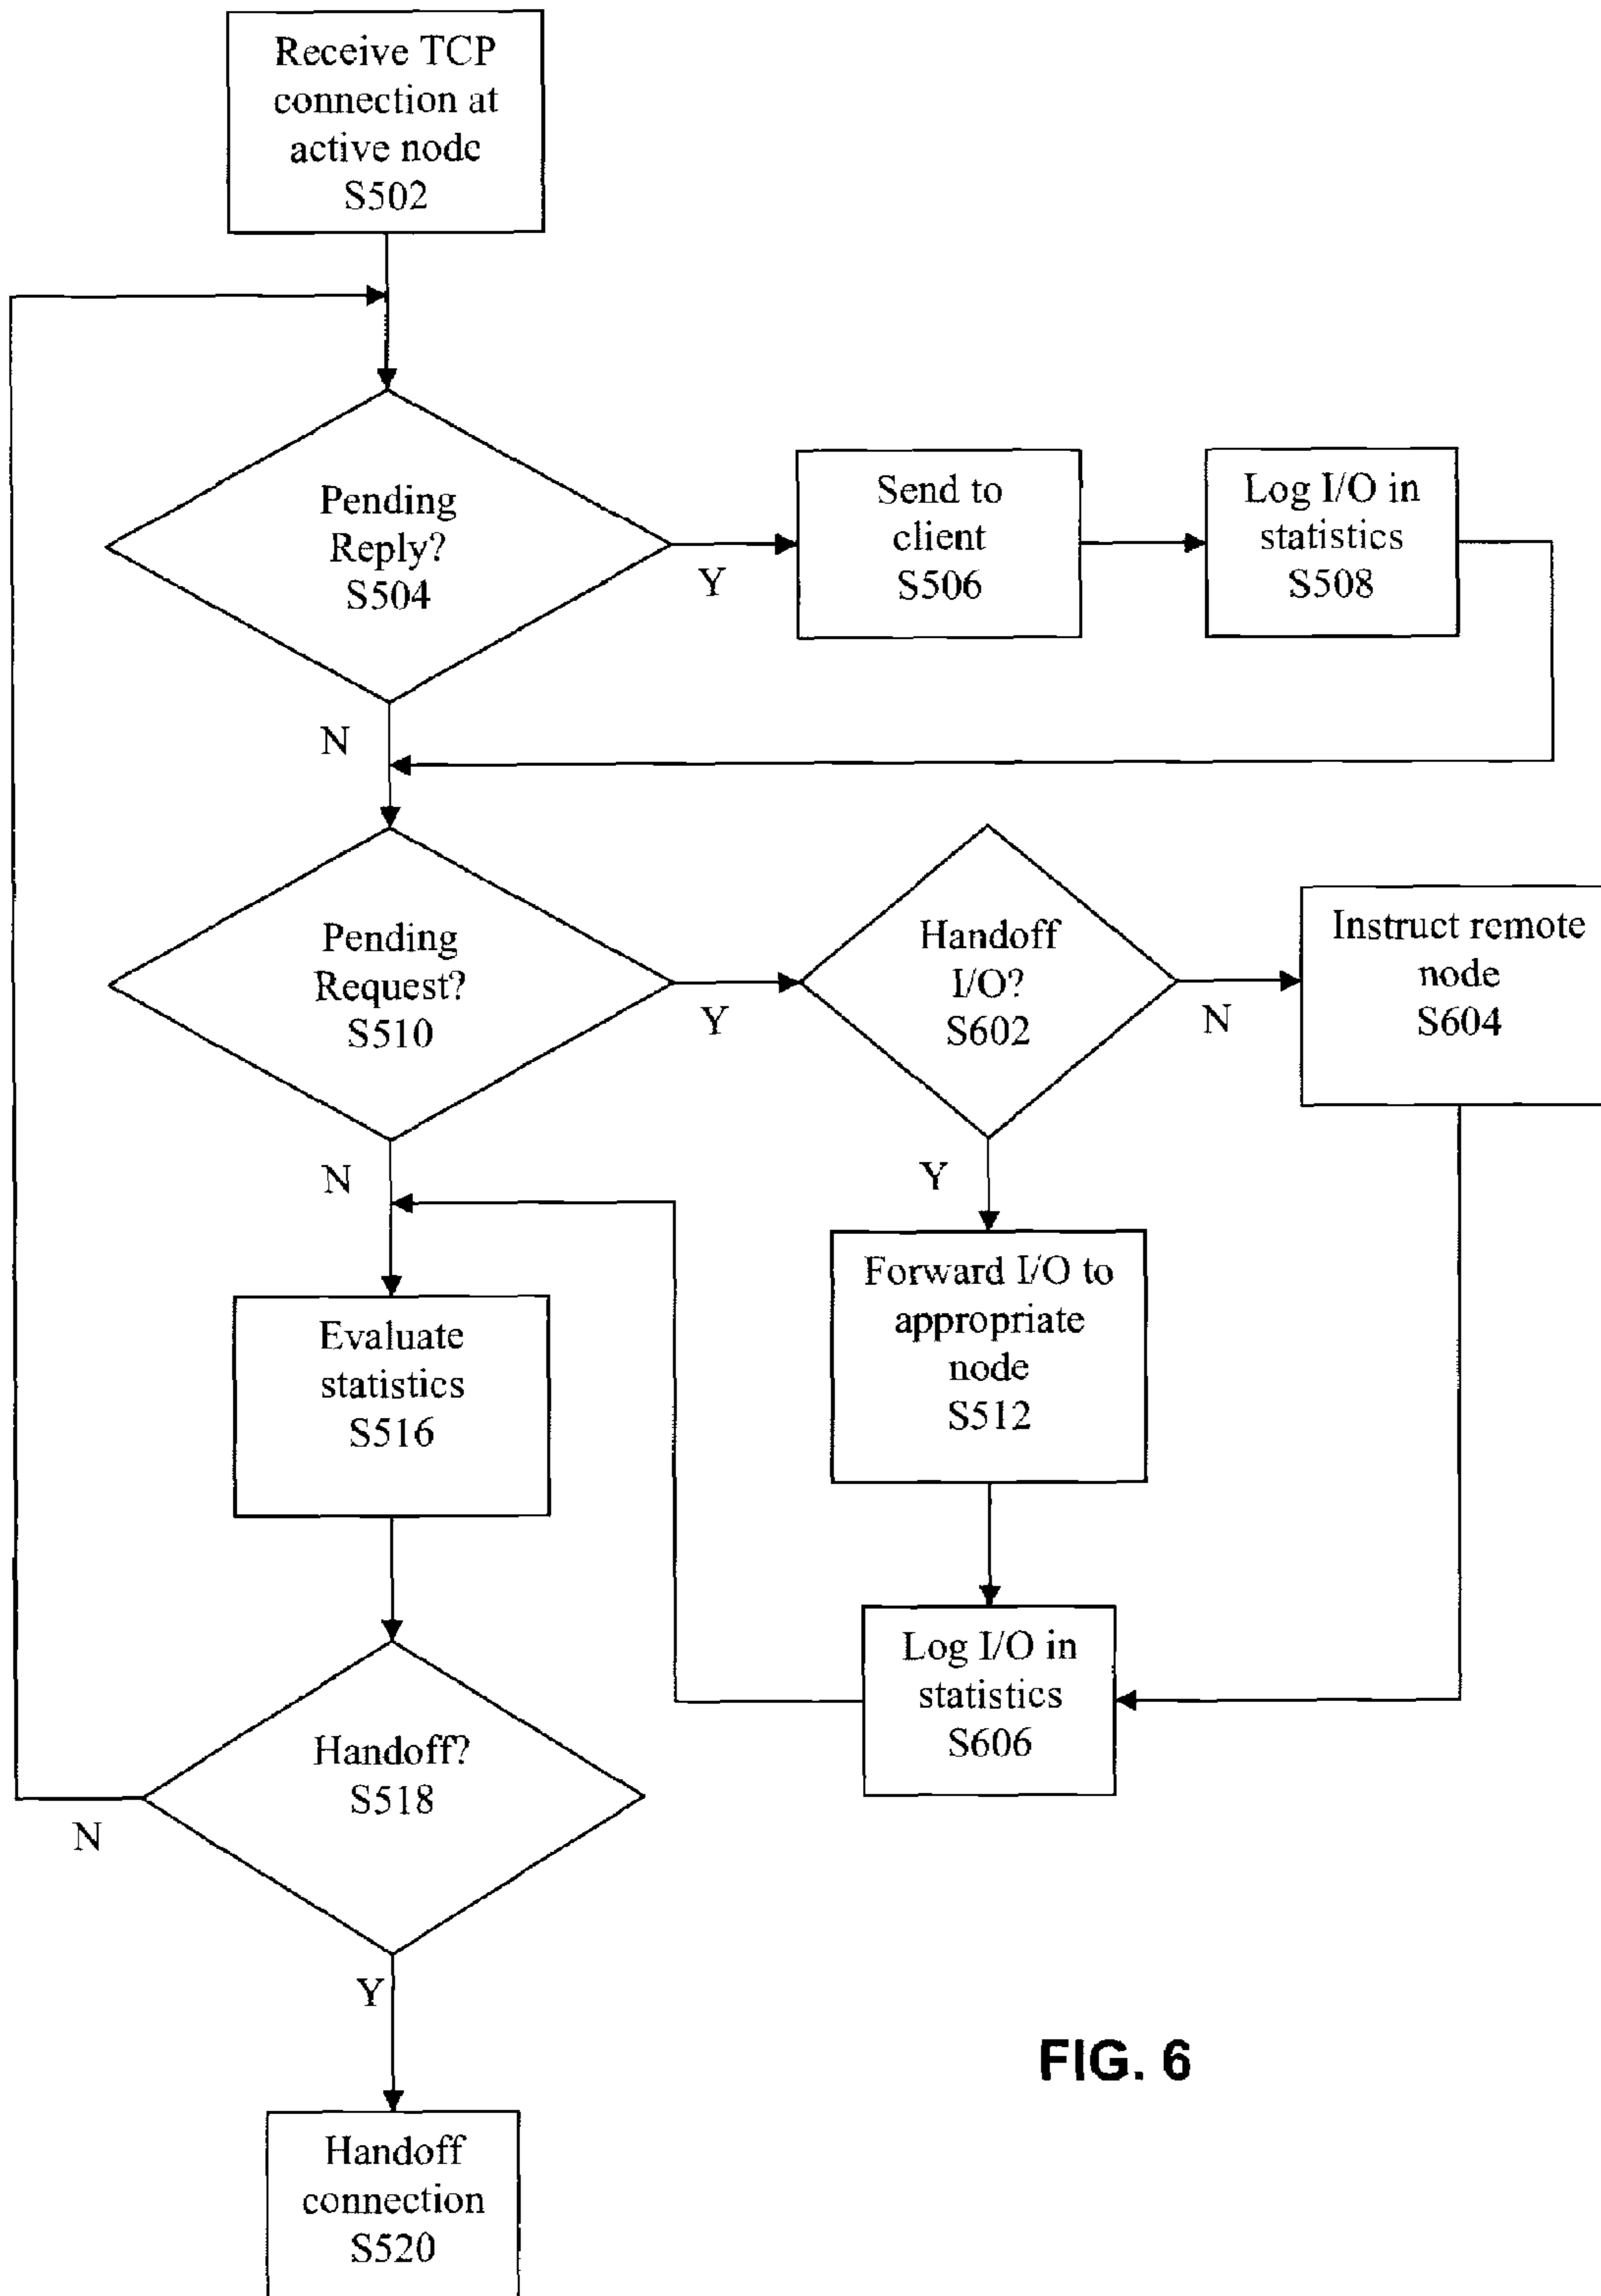 Receive TCP
connection at
active node
S502
Pending
Reply?
S504
Y
N
Send to
client
S506
Log I/O in
statistics
S508
Pending
Request?
S510
Y
N
Handoff
I/O?
S602
N
Y
Instruct remote
node
S604
Forward I/O to
appropriate
node
S512
Evaluate
statistics
S516
Log I/O in
statistics
S606
Handoff?
S518
N
Y
Handoff
connection
S520
FIG. 6